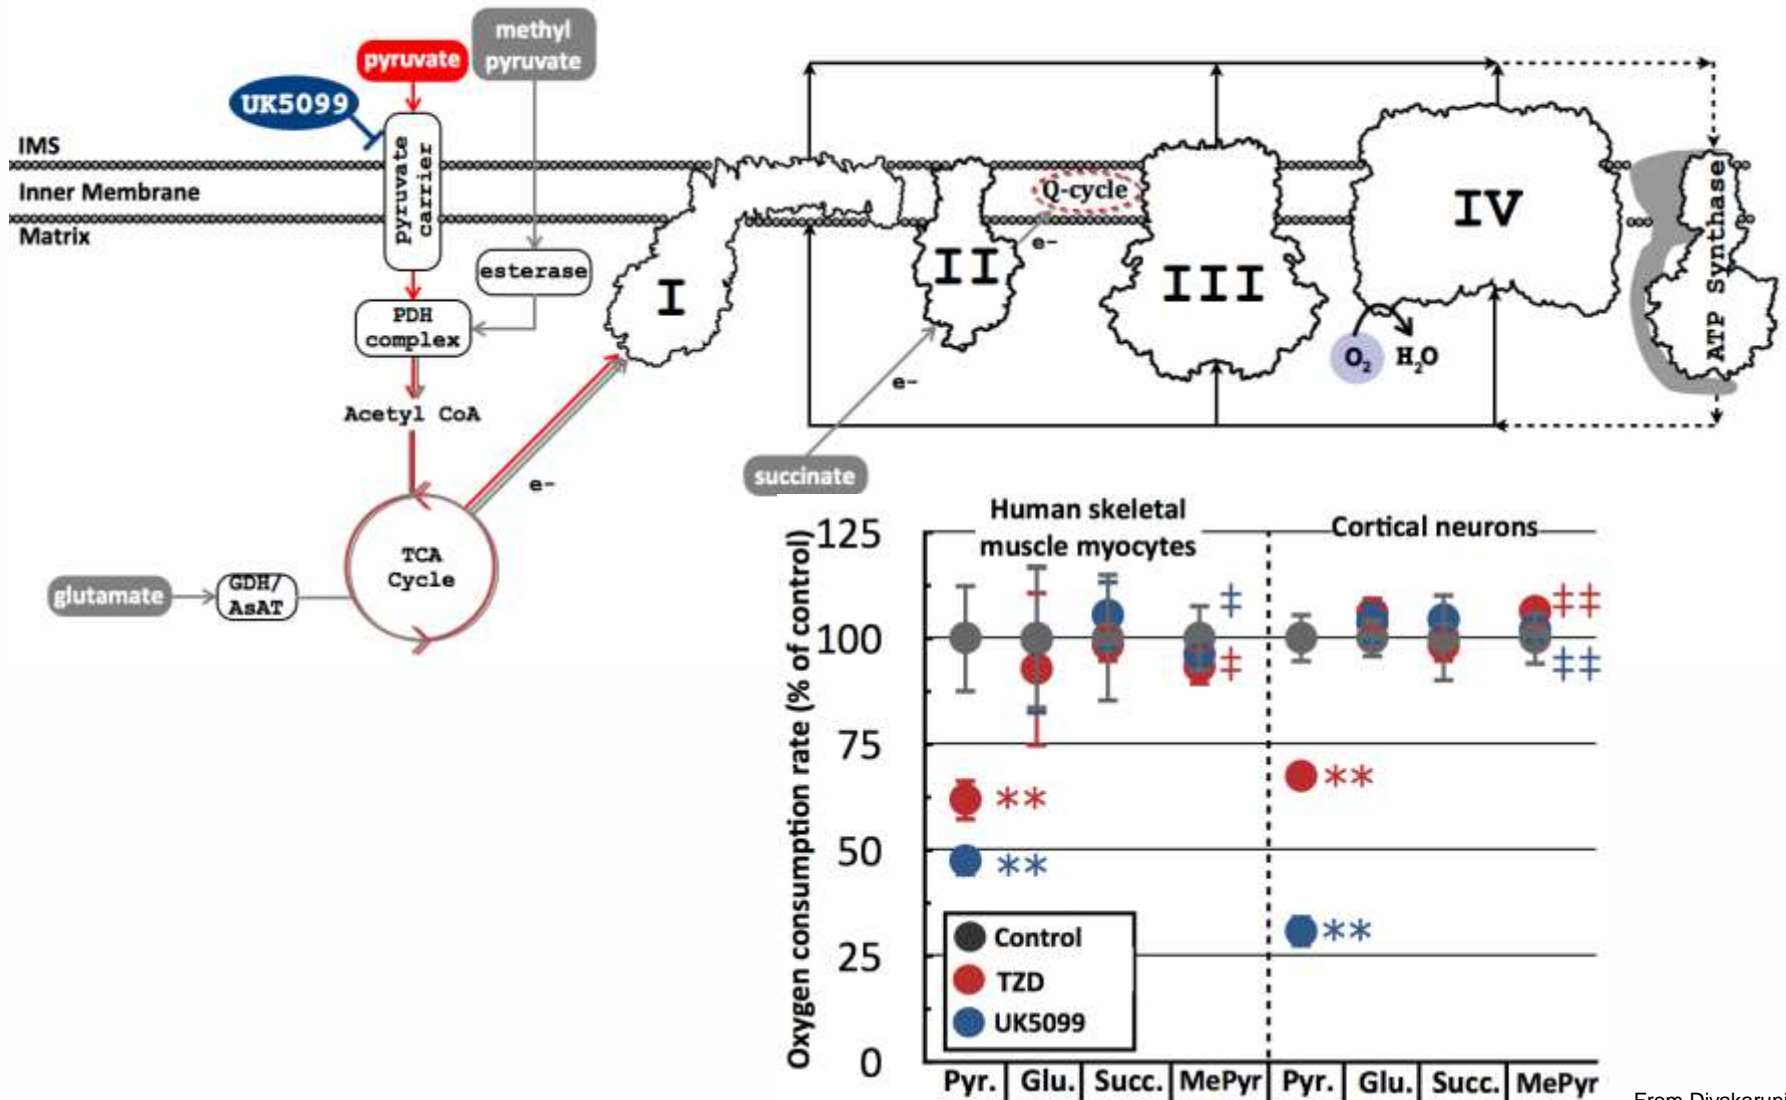 methyl
pyruvate
pyruvate
UK5099
pyruvate
carrier
IMS
Inner Membrane
Matrix
esterase
PDH
complex
Acetyl CoA
TCA
Cycle
glutamate
GDH/
AsAT
e-
I
II
Q-cycle
e-
e-
succinate
III
IV
O2
H2O
ATP Synthase
Human skeletal
muscle myocytes
Cortical neurons
Oxygen consumption rate (% of control)
125
100
75
50
25
0
‡
‡
‡‡
‡‡
**
**
**
**
Control
TZD
UK5099
Pyr. Glu. Succ. MePyr Pyr. Glu. Succ. MePyr